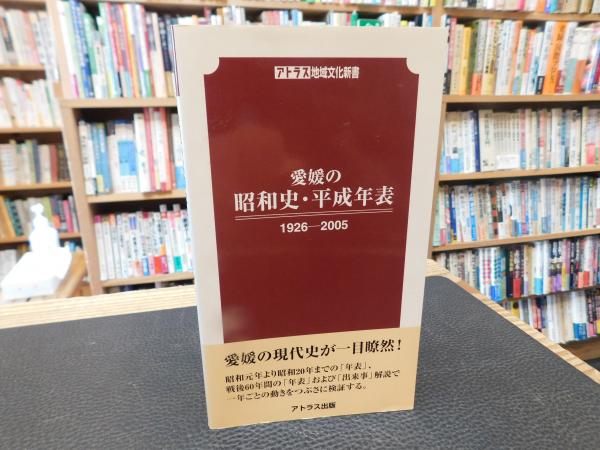 アトラス地域文化新書
愛媛の
昭和史・平成年表
1926―2005
愛媛の現代史が一目瞭然！
昭和元年より昭和20年までの「年表」、
戦後60年間の「年表」および「出来事」解説で
一年ごとの動きをつぶさに検証する。
アトラス出版